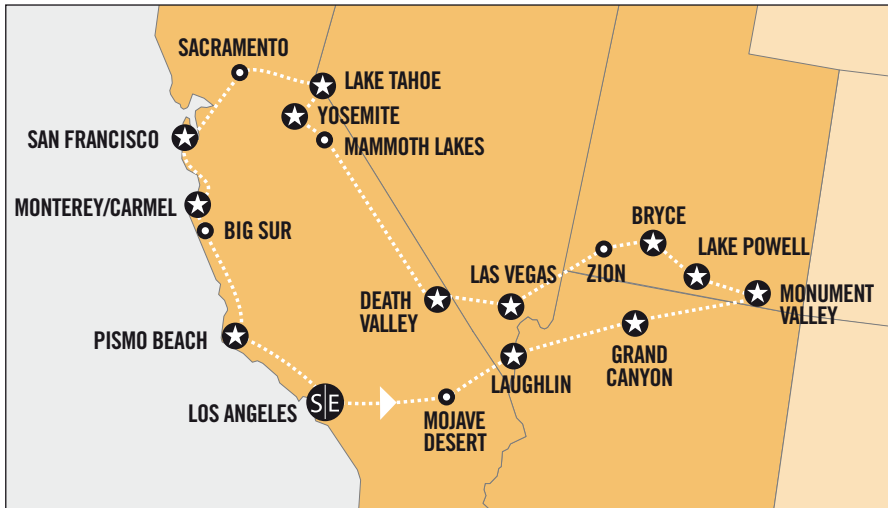 SACRAMENTO
LAKE TAHOE
YOSEMITE
SAN FRANCISCO
MAMMOTH LAKES
MONTEREY/CARMEL
BIG SUR
BRYCE
LAKE POWELL
ZION
LAS VEGAS
DEATH
VALLEY
MONUMENT
VALLEY
PISMO BEACH
GRAND
CANYON
LAUGHLIN
LOS ANGELES
S|E
MOJAVE
DESERT